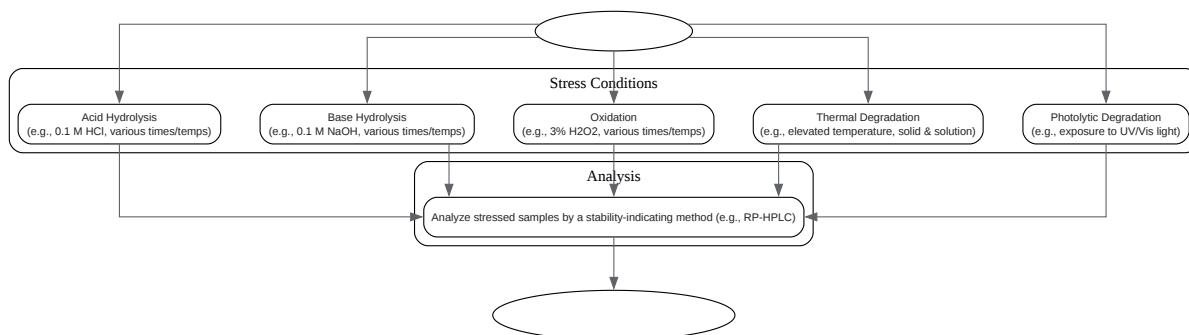 Stress Conditions
Acid Hydrolysis
(e.g., 0.1 M HCl, various times/temps)
Base Hydrolysis
(e.g., 0.1 M NaOH, various times/temps)
Oxidation
(e.g., 3% H2O2, various times/temps)
Thermal Degradation
(e.g., elevated temperature, solid & solution)
Photolytic Degradation
(e.g., exposure to UV/Vis light)
Analysis
Analyze stressed samples by a stability-indicating method (e.g., RP-HPLC)